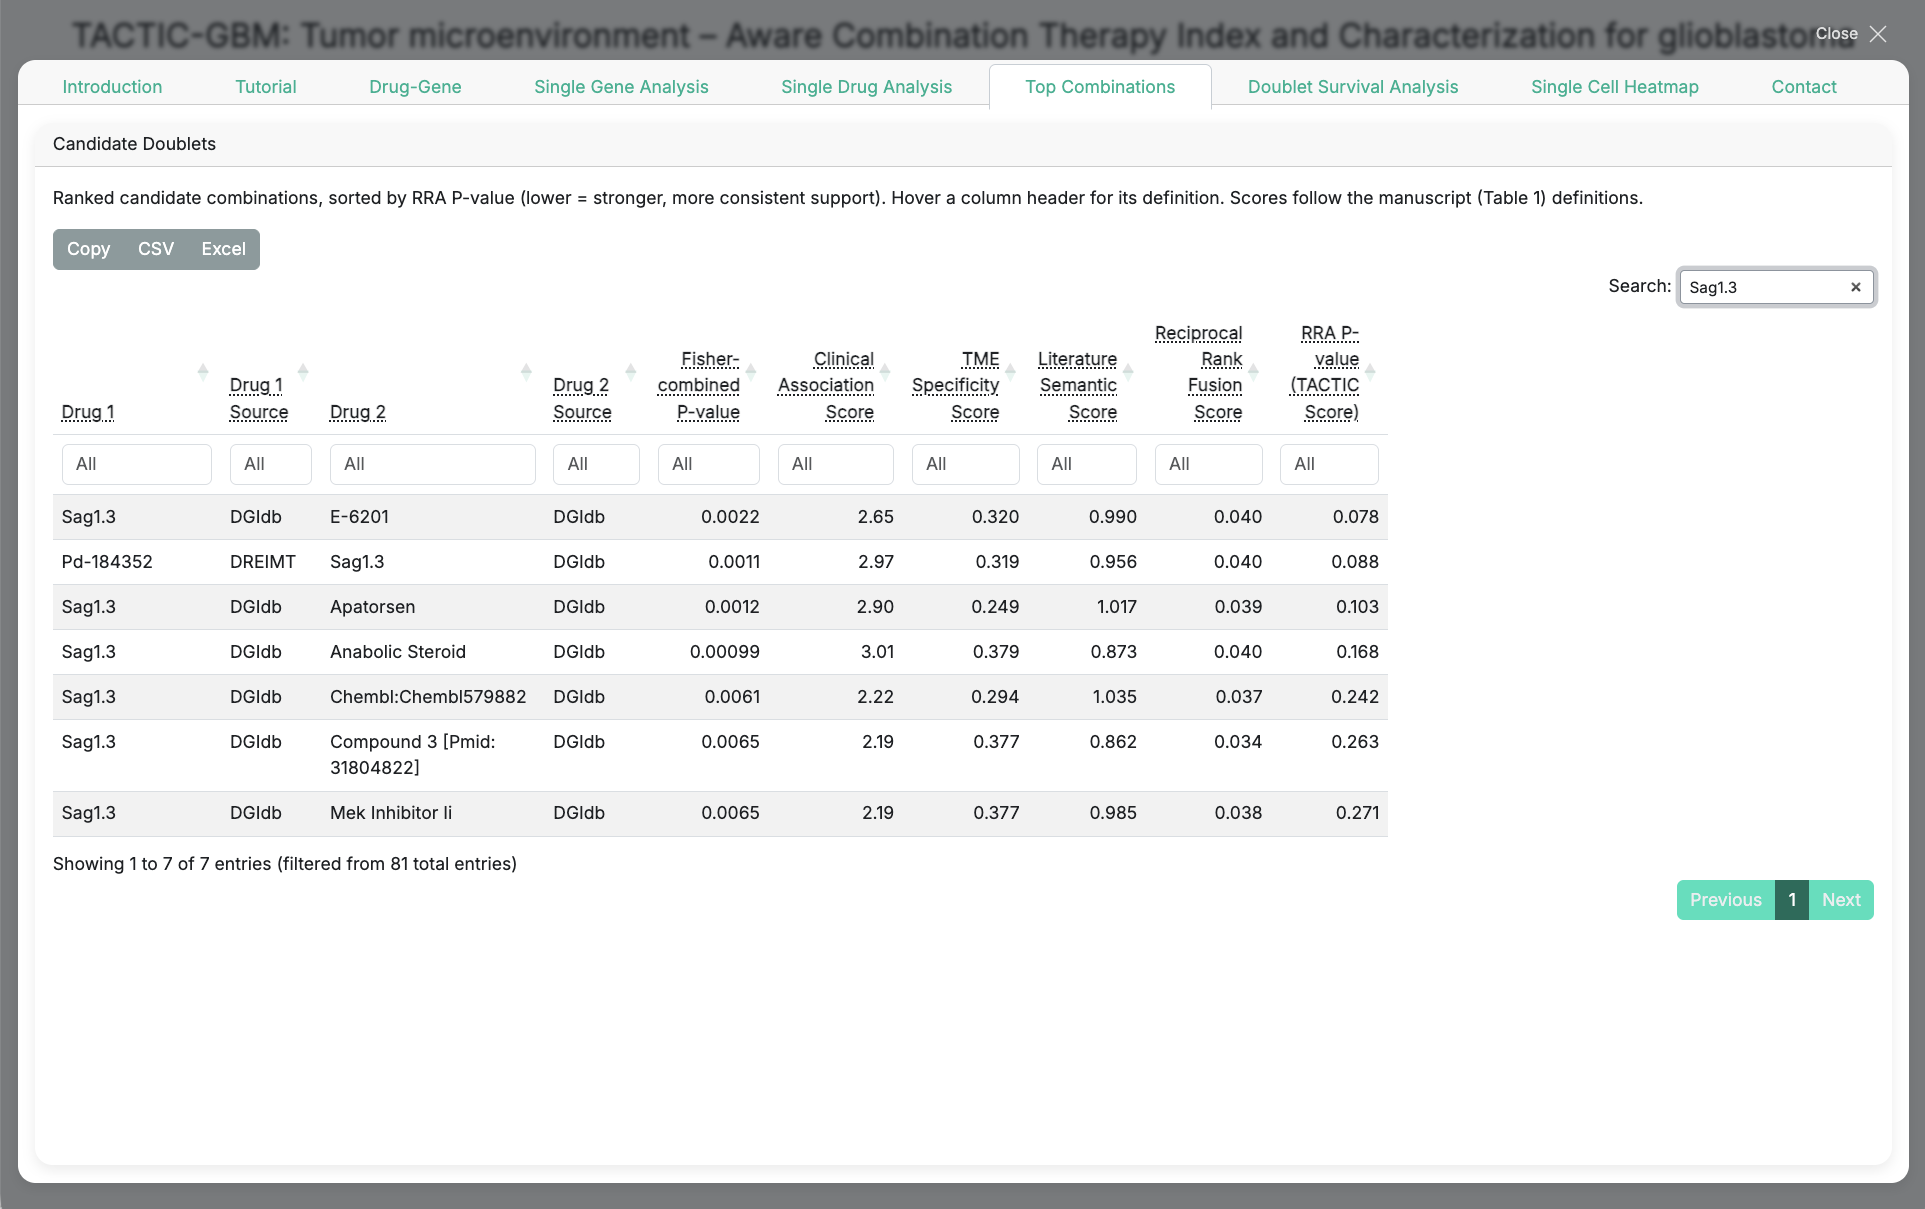 TACTIC-GBM: Tumor microenvironment – Aware Combination Therapy Index and Characterization for glioblastoma
Close
Introduction Tutorial Drug-Gene Single Gene Analysis Single Drug Analysis Top Combinations Doublet Survival Analysis Single Cell Heatmap Contact
Candidate Doublets
Ranked candidate combinations, sorted by RRA P-value (lower = stronger, more consistent support). Hover a column header for its definition. Scores follow the manuscript (Table 1) definitions.
Copy CSV Excel
Search: Sag1.3 ×
Drug 1
Drug 1
Source
Drug 2
Drug 2
Source
Fisher-
combined
P-value
Clinical
Association
Score
TME
Specificity
Score
Literature
Semantic
Score
Reciprocal
Rank
Fusion
Score
RRA P-
value
(TACTIC
Score)
All All All All All All All All All All
Sag1.3 DGIdb E-6201 DGIdb 0.0022 2.65 0.320 0.990 0.040 0.078
Pd-184352 DREIMT Sag1.3 DGIdb 0.0011 2.97 0.319 0.956 0.040 0.088
Sag1.3 DGIdb Apatorsen DGIdb 0.0012 2.90 0.249 1.017 0.039 0.103
Sag1.3 DGIdb Anabolic Steroid DGIdb 0.00099 3.01 0.379 0.873 0.040 0.168
Sag1.3 DGIdb Chembl:Chembl579882 DGIdb 0.0061 2.22 0.294 1.035 0.037 0.242
Sag1.3 DGIdb Compound 3 [Pmid: DGIdb 0.0065 2.19 0.377 0.862 0.034 0.263
31804822]
Sag1.3 DGIdb Mek Inhibitor Ii DGIdb 0.0065 2.19 0.377 0.985 0.038 0.271
Showing 1 to 7 of 7 entries (filtered from 81 total entries)
Previous 1 Next